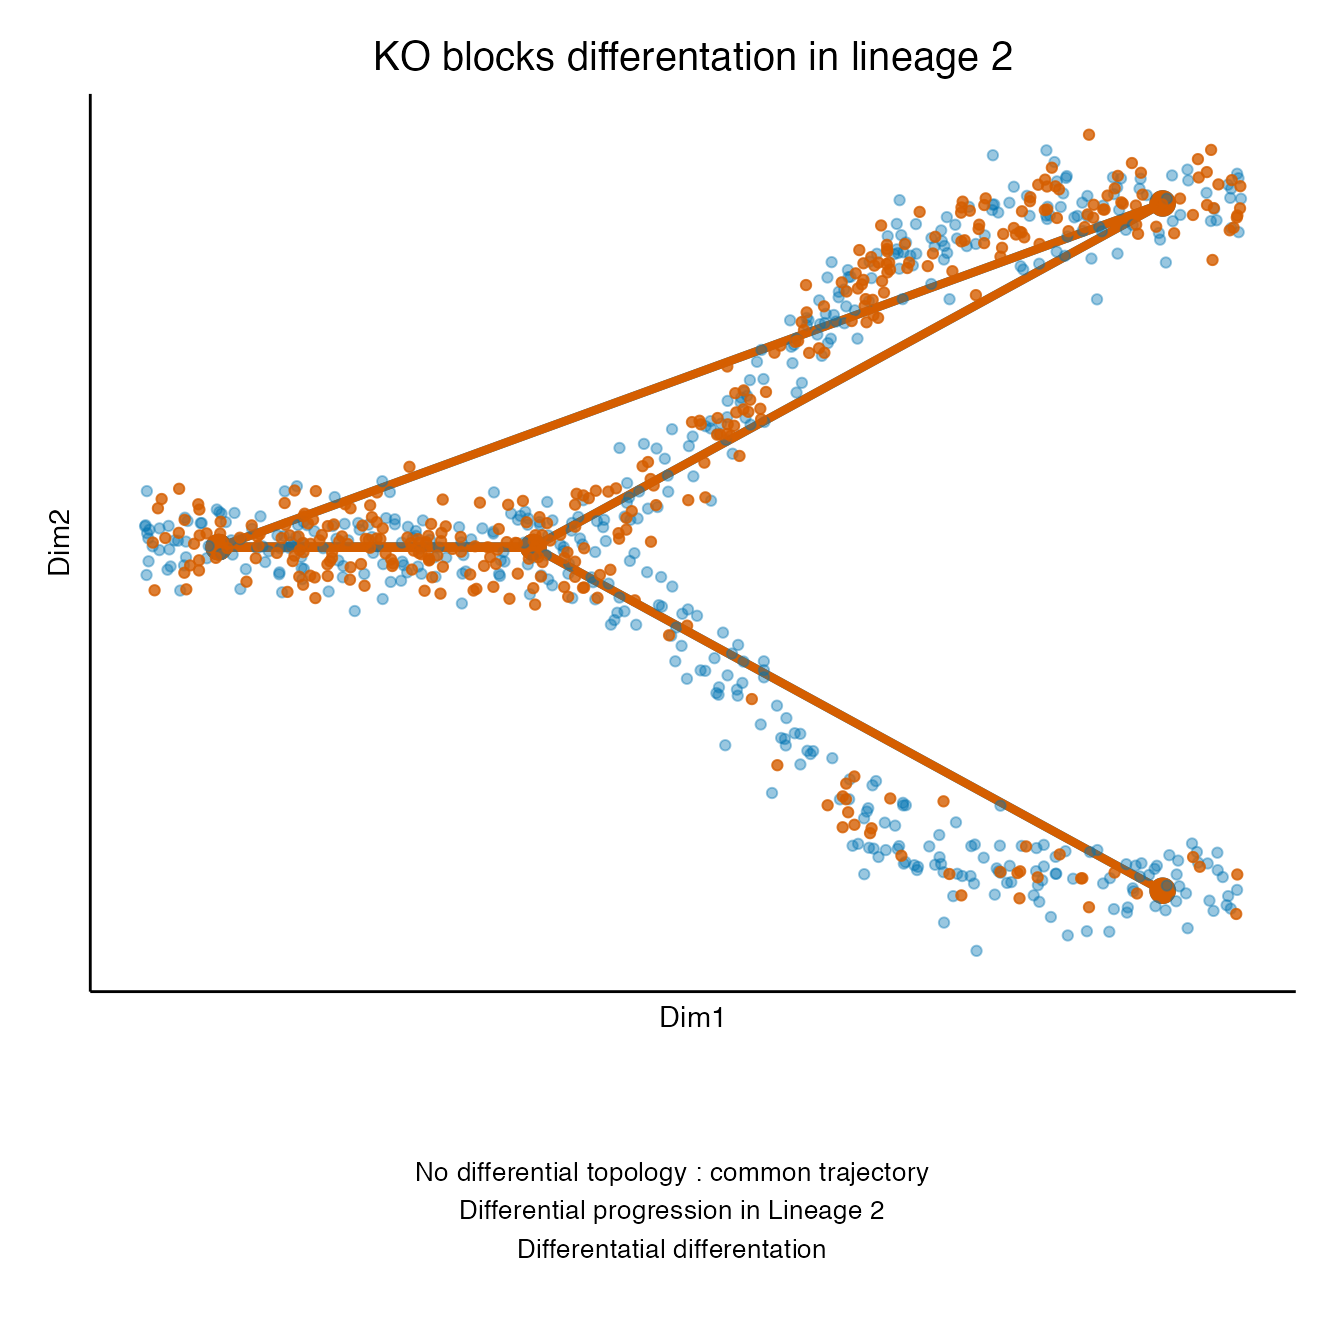 KO blocks differentation in lineage 2
Dim2
Dim1
No differential topology : common trajectory
Differential progression in Lineage 2
Differentatial differentation